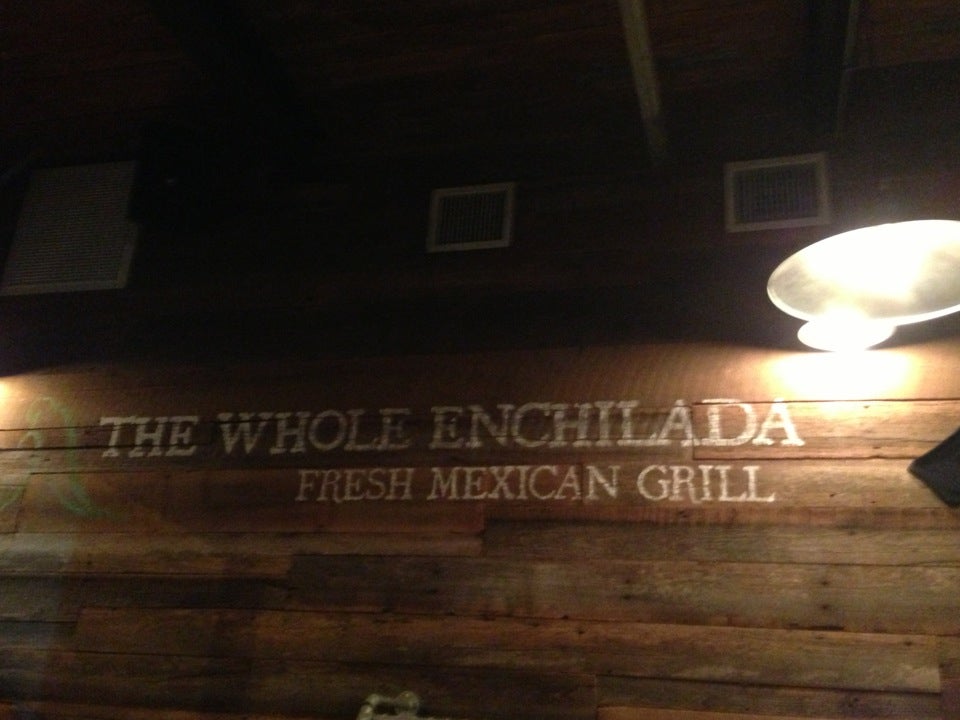 THE WHOLE ENCHILADA
FRESH MEXICAN GRILL